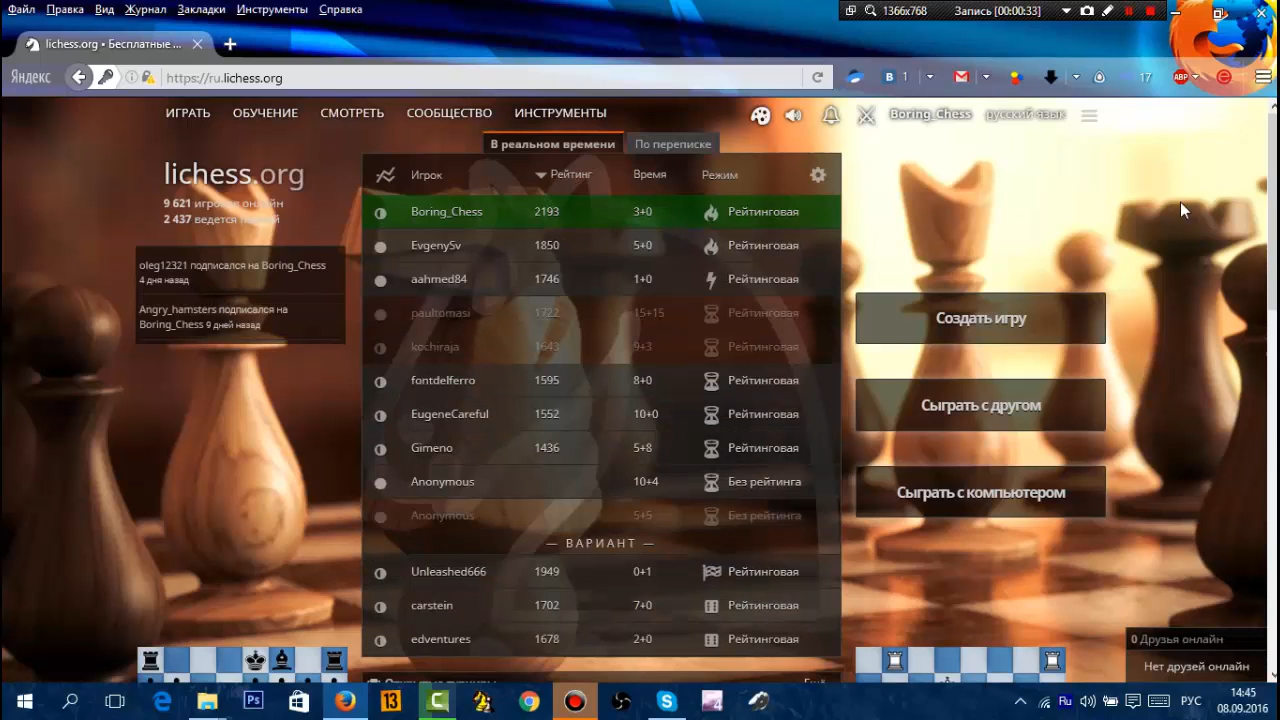 Файл Правка Вид Журнал Закладки Инструменты Справка
1366x768 Запись [00:00:33]
lichess.org • Бесплатные ...
Яндекс https://ru.lichess.org 1 17 ABP
ИГРАТЬ ОБУЧЕНИЕ СМОТРЕТЬ СООБЩЕСТВО ИНСТРУМЕНТЫ Boring_Chess русский язык
В реальном времени По переписке
lichess.org
9 621 игроков онлайн
2 437 ведется партий
oleg12321 подписался на Boring_Chess
4 дня назад
Angry_hamsters подписался на
Boring_Chess 9 дней назад
Игрок Рейтинг Время Режим
Boring_Chess 2193 3+0 Рейтинговая
EvgenySv 1850 5+0 Рейтинговая
aahmed84 1746 1+0 Рейтинговая
paultomasi 1722 15+15 Рейтинговая
kochiraja 1643 9+3 Рейтинговая
fontdelferro 1595 8+0 Рейтинговая
EugeneCareful 1552 10+0 Рейтинговая
Gimeno 1436 5+8 Рейтинговая
Anonymous 10+4 Без рейтинга
Anonymous 5+5 Без рейтинга
— ВАРИАНТ —
Unleashed666 1949 0+1 Рейтинговая
carstein 1702 7+0 Рейтинговая
edventures 1678 2+0 Рейтинговая
Создать игру
Сыграть с другом
Сыграть с компьютером
0 Друзья онлайн
Нет друзей онлайн
Ps 13 Ru РУС
14:45
08.09.2016